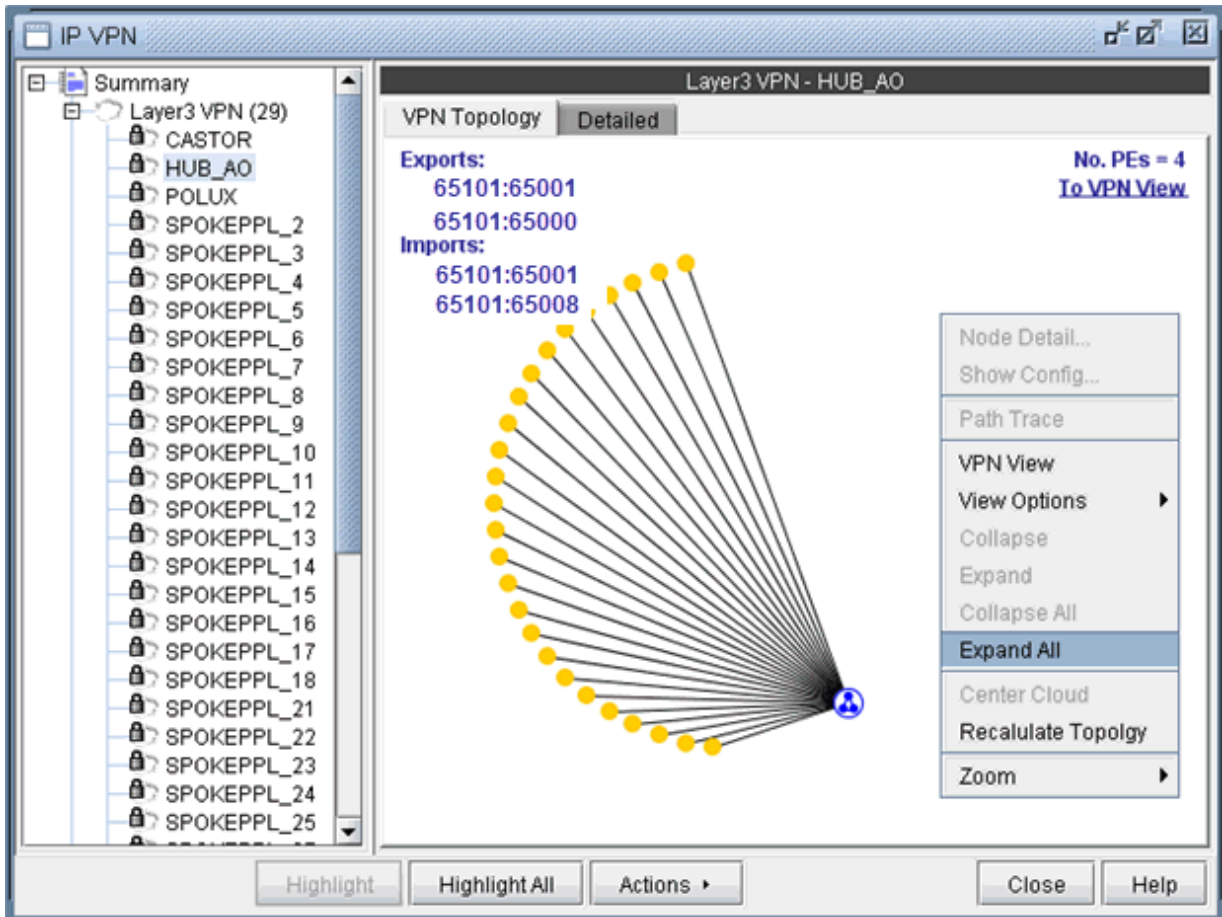 IP VPN
Summary
Layer3 VPN (29)
CASTOR
HUB_AO
POLUX
SPOKEPPL_2
SPOKEPPL_3
SPOKEPPL_4
SPOKEPPL_5
SPOKEPPL_6
SPOKEPPL_7
SPOKEPPL_8
SPOKEPPL_9
SPOKEPPL_10
SPOKEPPL_11
SPOKEPPL_12
SPOKEPPL_13
SPOKEPPL_14
SPOKEPPL_15
SPOKEPPL_16
SPOKEPPL_17
SPOKEPPL_18
SPOKEPPL_21
SPOKEPPL_22
SPOKEPPL_23
SPOKEPPL_24
SPOKEPPL_25
Layer3 VPN - HUB_AO
VPN Topology Detailed
Exports:
65101:65001
65101:65000
Imports:
65101:65001
65101:65008
No. PEs = 4
To VPN View
Node Detail...
Show Config...
Path Trace
VPN View
View Options
Collapse
Expand
Collapse All
Expand All
Center Cloud
Recalulate Topolgy
Zoom
Highlight Highlight All Actions Close Help